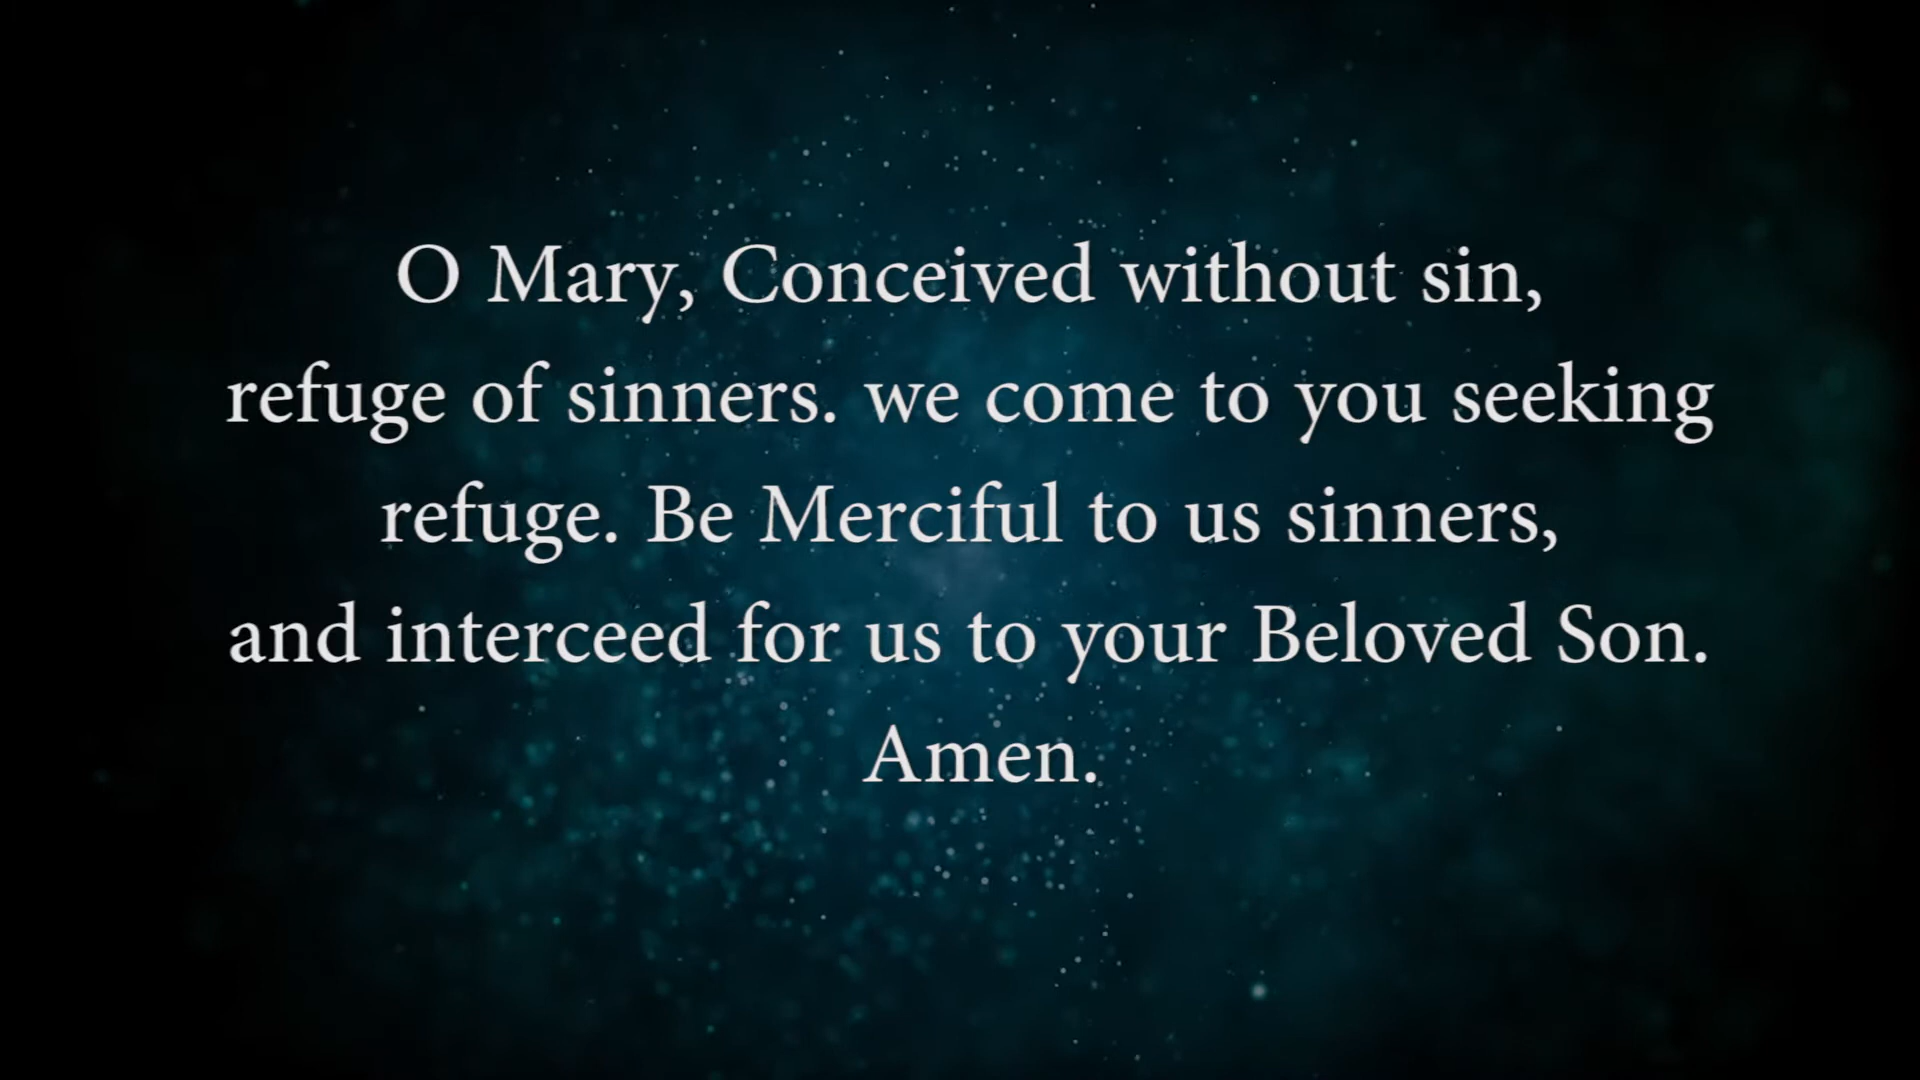 O Mary, Conceived without sin,
refuge of sinners. we come to you seeking
refuge. Be Merciful to us sinners,
and interceed for us to your Beloved Son.
Amen.